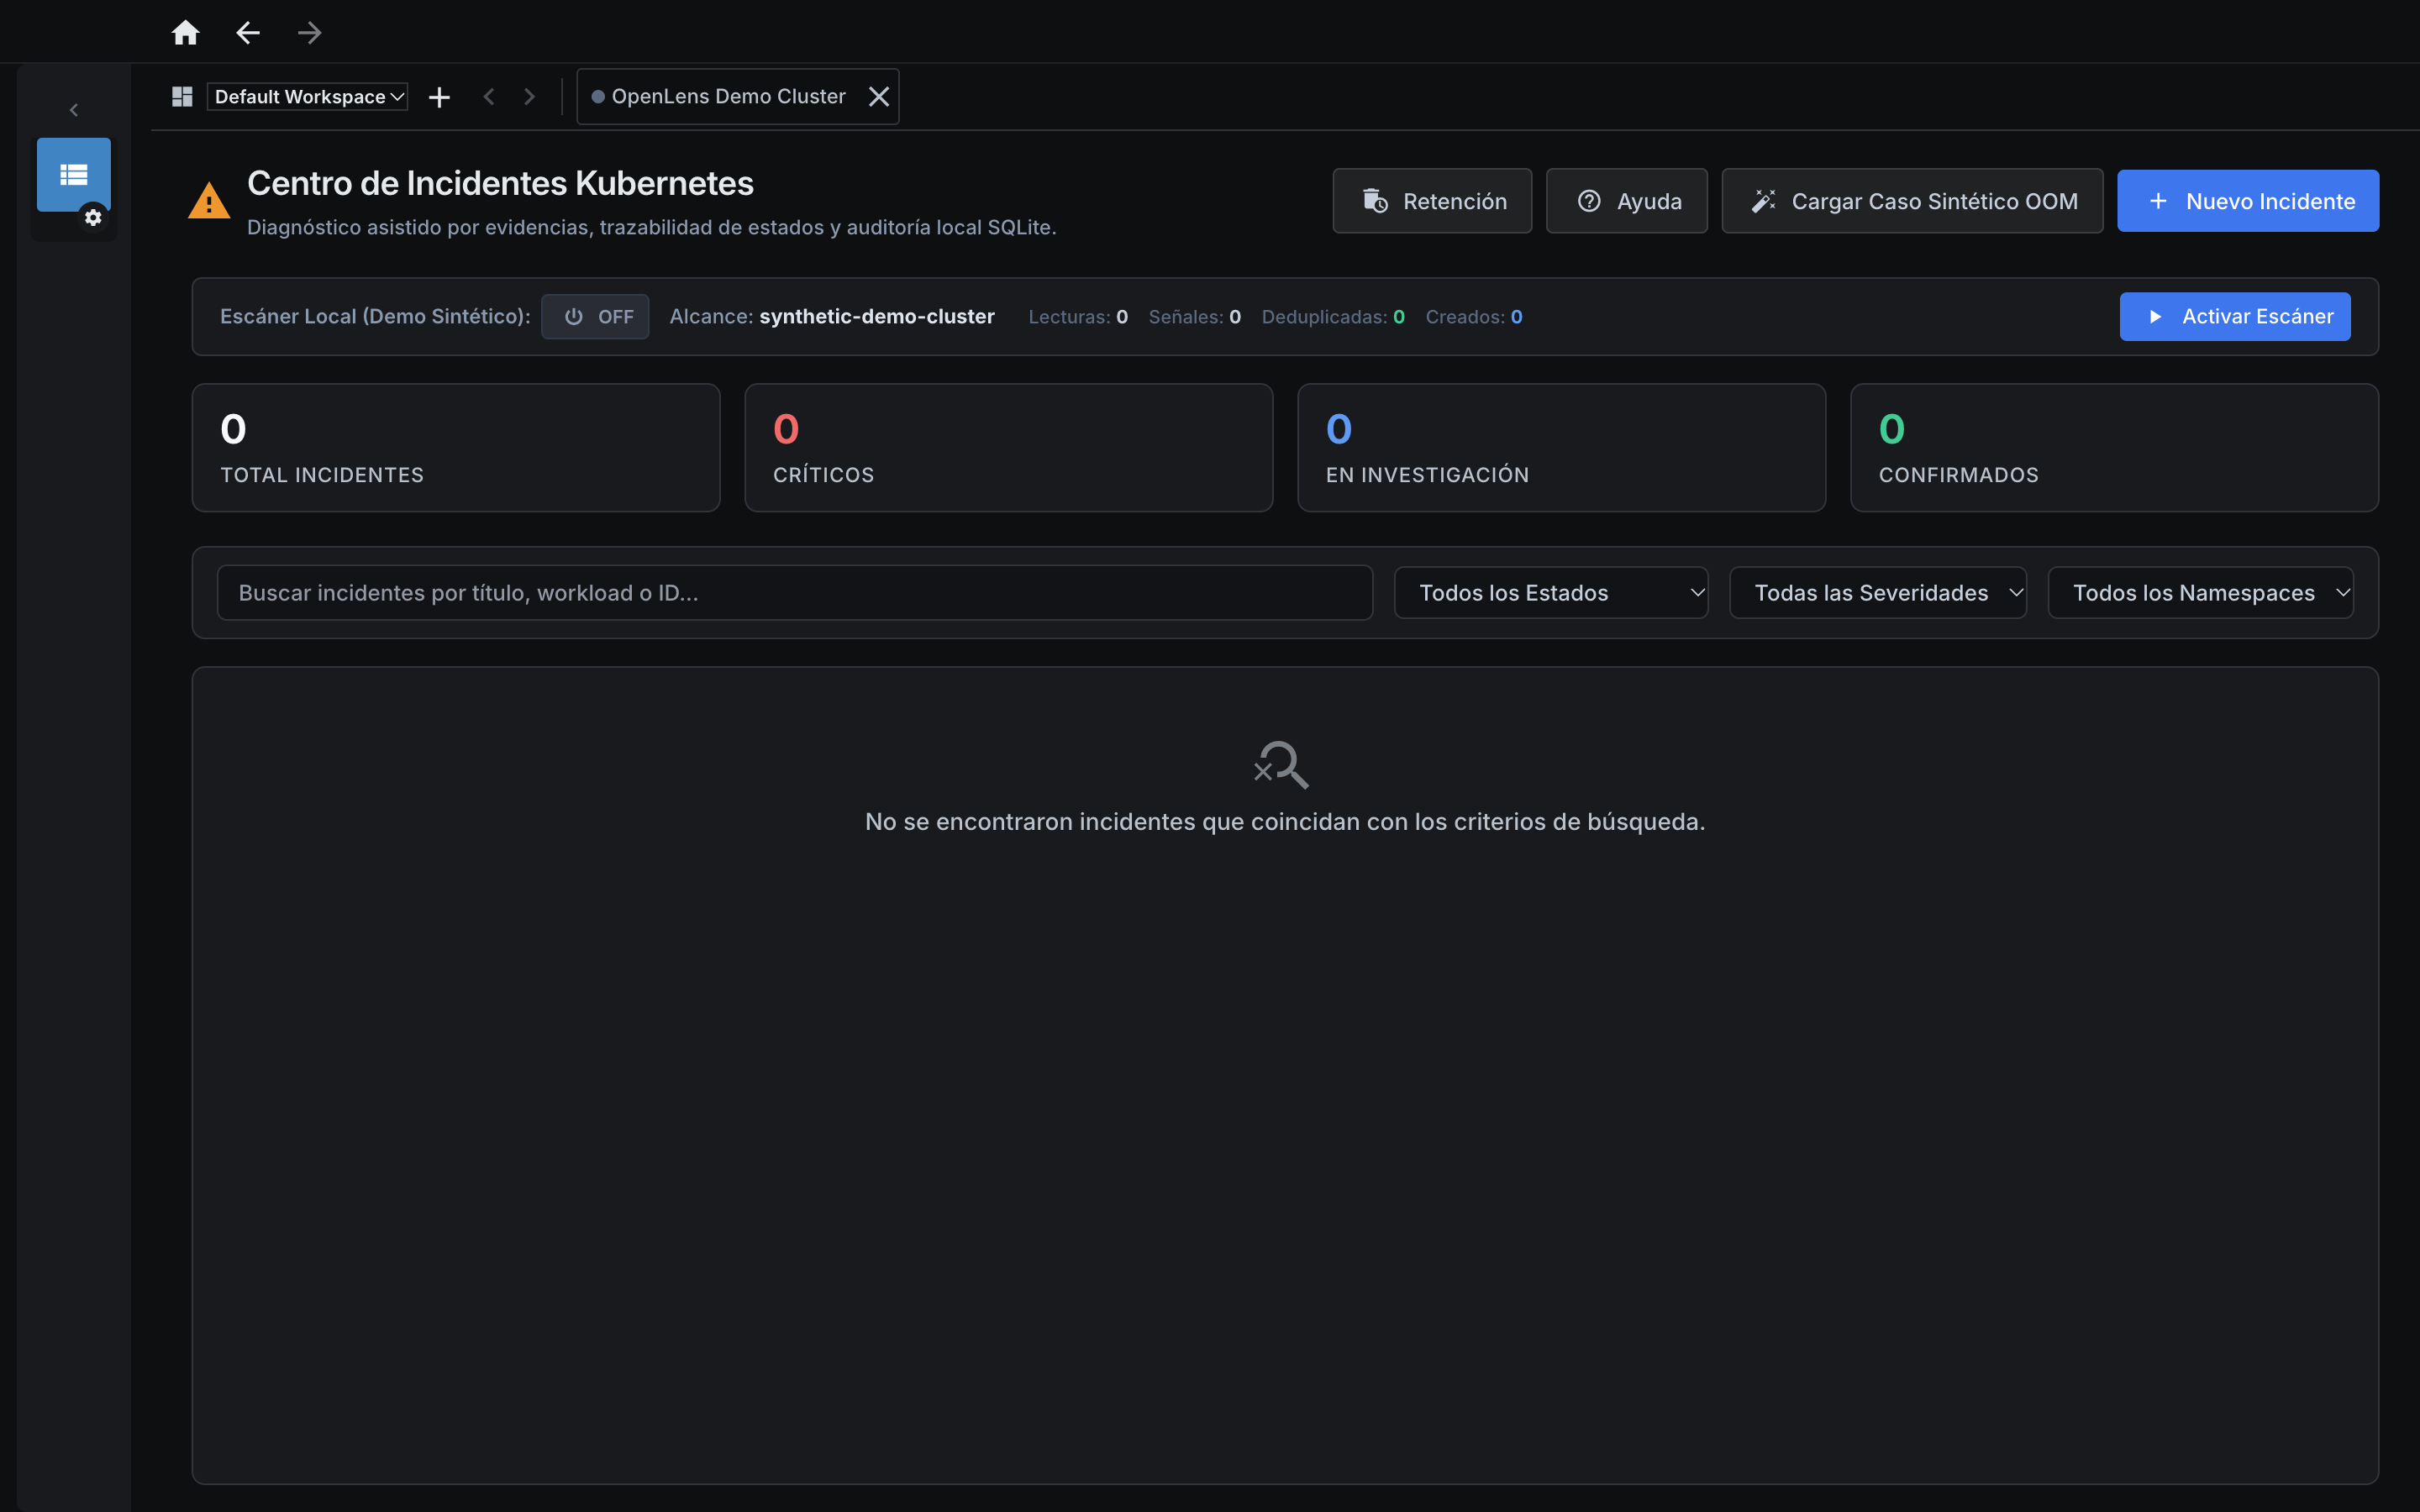 Default Workspace
OpenLens Demo Cluster
Centro de Incidentes Kubernetes
Diagnóstico asistido por evidencias, trazabilidad de estados y auditoría local SQLite.
Retención
Ayuda
Cargar Caso Sintético OOM
+ Nuevo Incidente
Escáner Local (Demo Sintético): OFF Alcance: synthetic-demo-cluster Lecturas: 0 Señales: 0 Deduplicadas: 0 Creados: 0
Activar Escáner
0
TOTAL INCIDENTES
0
CRÍTICOS
0
EN INVESTIGACIÓN
0
CONFIRMADOS
Buscar incidentes por título, workload o ID...
Todos los Estados
Todas las Severidades
Todos los Namespaces
No se encontraron incidentes que coincidan con los criterios de búsqueda.